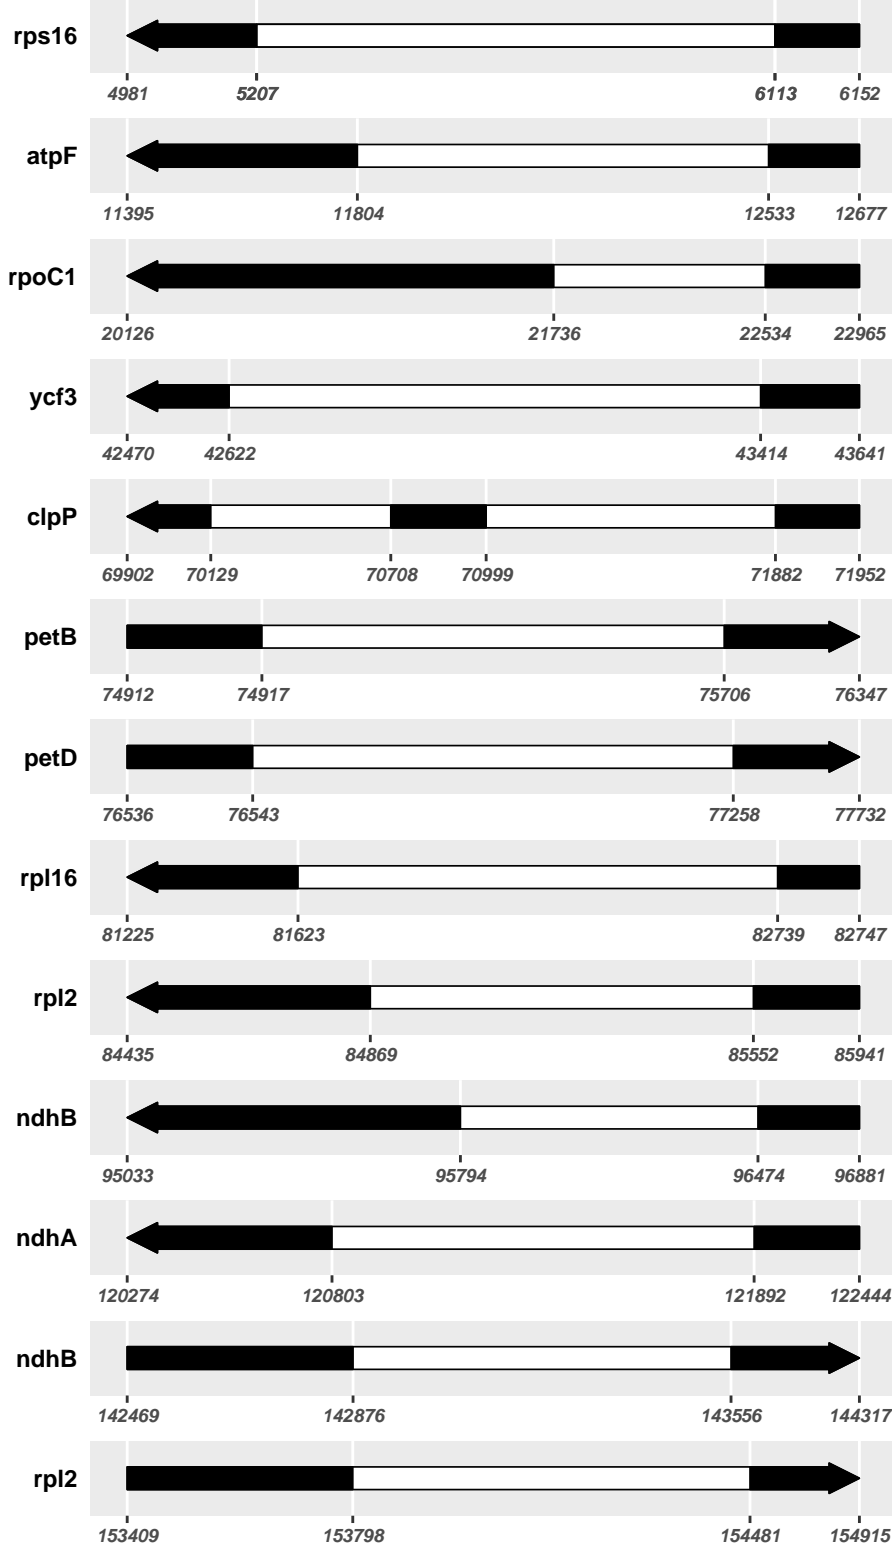 rps16
4981 5207 6113 6152
atpF
11395 11804 12533 12677
rpoC1
20126 21736 22534 22965
ycf3
42470 42622 43414 43641
clpP
69902 70129 70708 70999 71882 71952
petB
74912 74917 75706 76347
petD
76536 76543 77258 77732
rpl16
81225 81623 82739 82747
rpl2
84435 84869 85552 85941
ndhB
95033 95794 96474 96881
ndhA
120274 120803 121892 122444
ndhB
142469 142876 143556 144317
rpl2
153409 153798 154481 154915